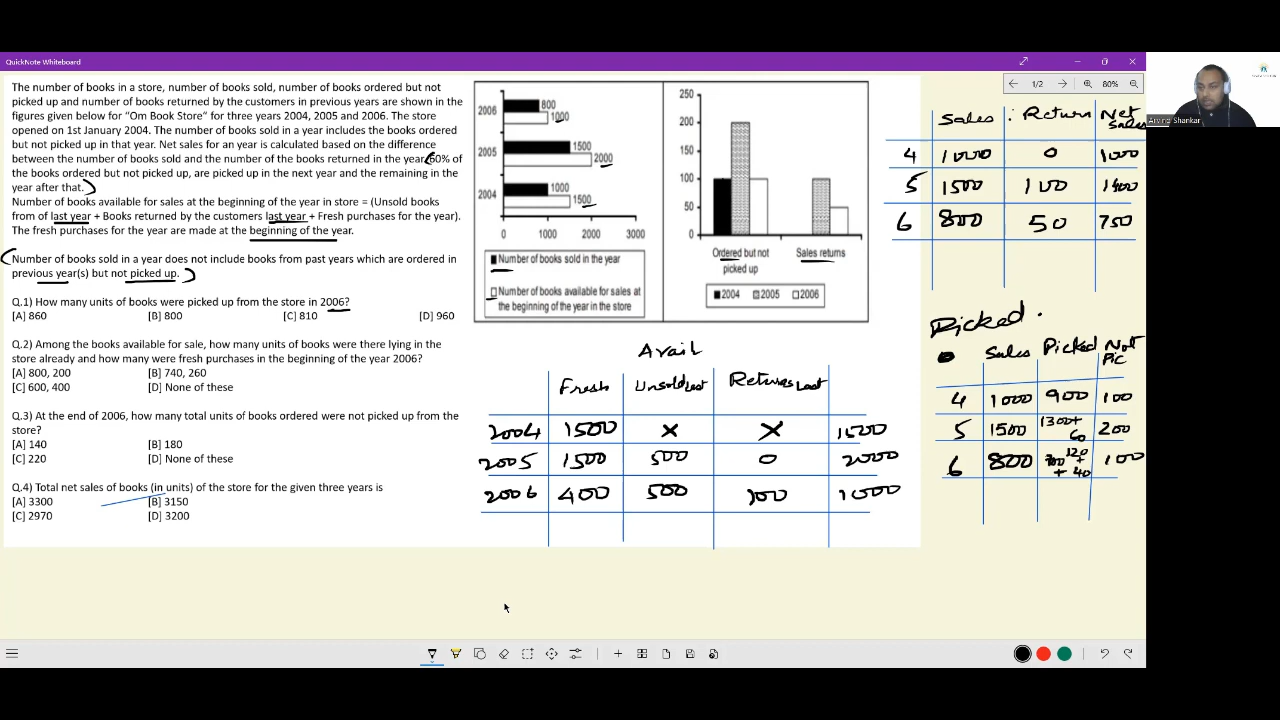 QuickNote Whiteboard
1/2
80%
Arving Shankar
The number of books in a store, number of books sold, number of books ordered but not
picked up and number of books returned by the customers in previous years are shown in the
figures given below for "Om Book Store" for three years 2004, 2005 and 2006. The store
opened on 1st January 2004. The number of books sold in a year includes the books ordered
but not picked up in that year. Net sales for an year is calculated based on the difference
between the number of books sold and the number of the books returned in the year. 60% of
the books ordered but not picked up, are picked up in the next year and the remaining in the
year after that.
Number of books available for sales at the beginning of the year in store = (Unsold books
from of last year + Books returned by the customers last year + Fresh purchases for the year).
The fresh purchases for the year are made at the beginning of the year.
Number of books sold in a year does not include books from past years which are ordered in
previous year(s) but not picked up.
Q.1) How many units of books were picked up from the store in 2006?
[A] 860 [B] 800 [C] 810 [D] 960
Q.2) Among the books available for sale, how many units of books were there lying in the
store already and how many were fresh purchases in the beginning of the year 2006?
[A] 800, 200 [B] 740, 260
[C] 600, 400 [D] None of these
Q.3) At the end of 2006, how many total units of books ordered were not picked up from the
store?
[A] 140 [B] 180
[C] 220 [D] None of these
Q.4) Total net sales of books (in units) of the store for the given three years is
[A] 3300 [B] 3150
[C] 2970 [D] 3200
2006 800
1000
2005 1500
2000
2004 1000
1500
0 1000 2000 3000
Number of books sold in the year
Number of books available for sales at
the beginning of the year in the store
250
200
150
100
50
0
Ordered but not
picked up
Sales returns
2004 2005 2006
Avail
Fresh Unsold Last Returns Last
2004 1500 X X 1500
2005 1500 500 0 2000
2006 400 500 100 1000
Sales Return Net
Sales
4 1000 0 1000
5 1500 100 1400
6 800 50 750
Picked
Sales Picked Not
Pic
4 1000 900 100
5 1500 1300+ 200
60
6 800 700 120 100
+
+ 40